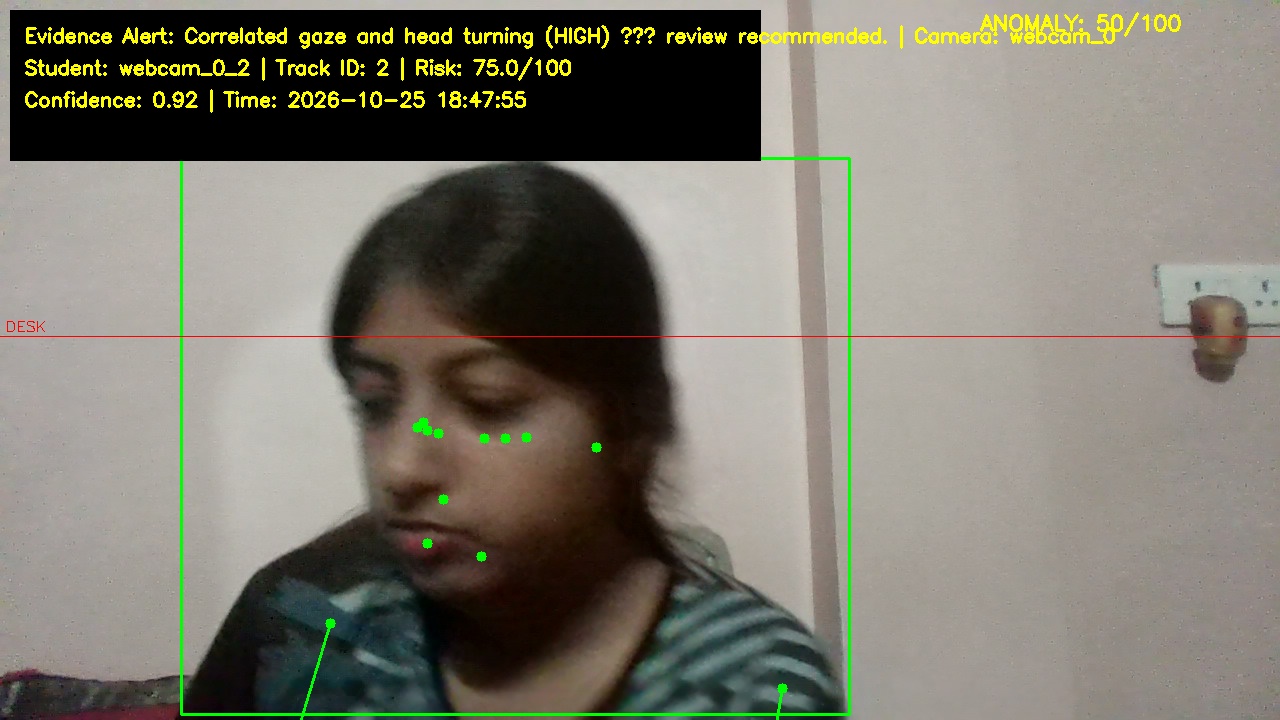 Evidence Alert: Correlated gaze and head turning (HIGH) ??? review recommended. | Camera: webcam_0
ANOMALY: 50/100
Student: webcam_0_2 | Track ID: 2 | Risk: 75.0/100
Confidence: 0.92 | Time: 2026-10-25 18:47:55
DESK